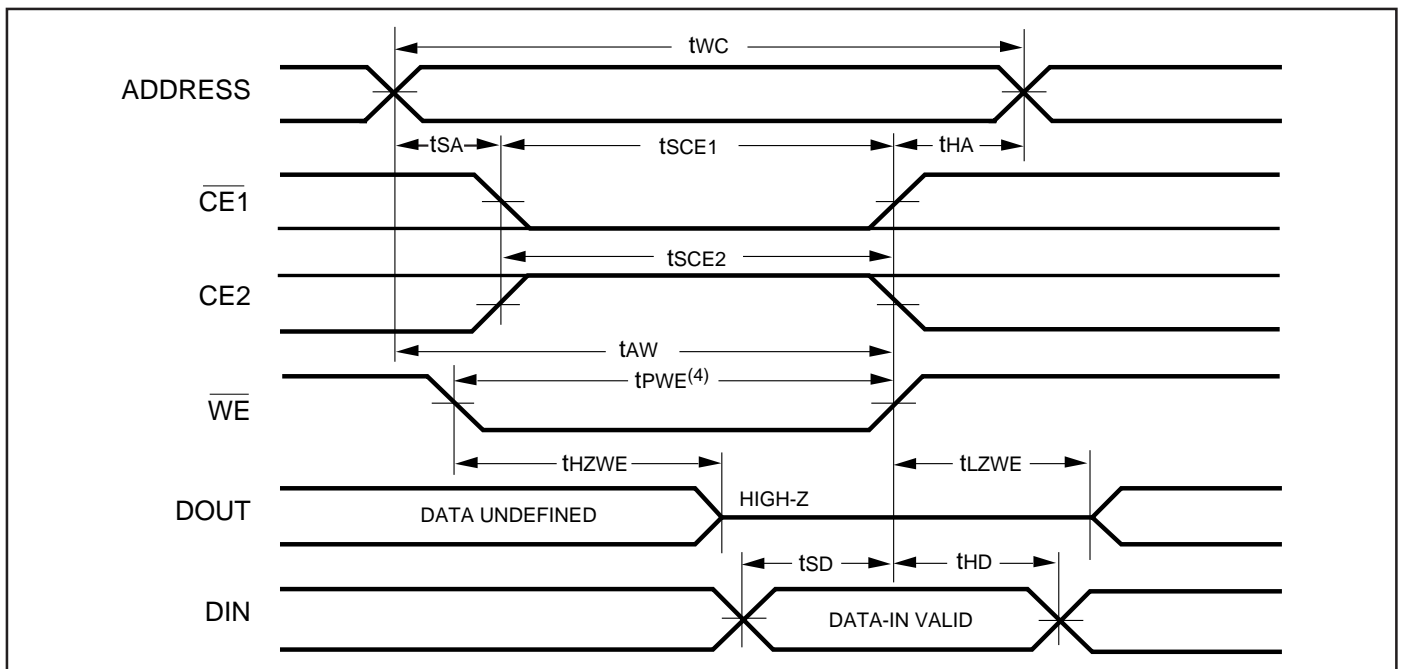 tWC
ADDRESS
tSA
tSCE1
tHA
CE1
tSCE2
CE2
tAW
tPWE(4)
WE
tHZWE
tLZWE
DOUT
DATA UNDEFINED
HIGH-Z
tSD
tHD
DIN
DATA-IN VALID